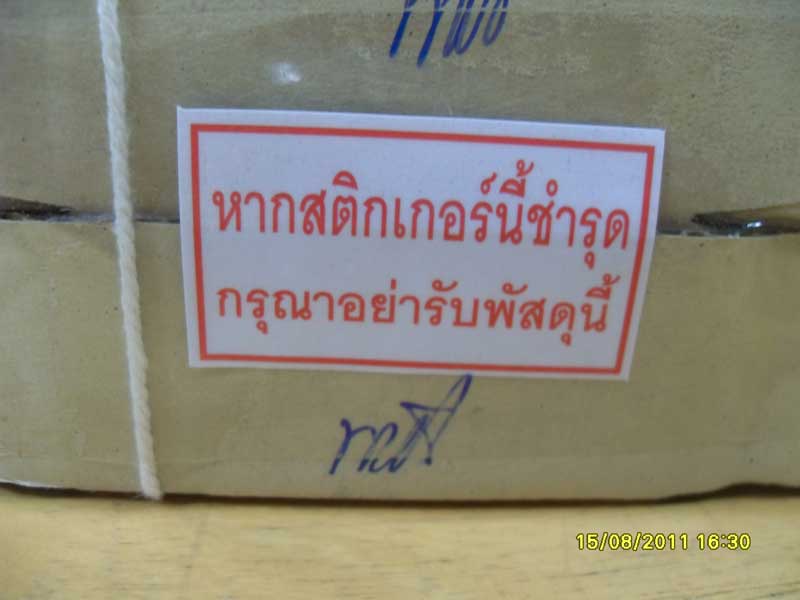 หากสติกเกอร์นี้ชำรุด
กรุณาอย่ารับพัสดุนี้
15/08/2011 16:30